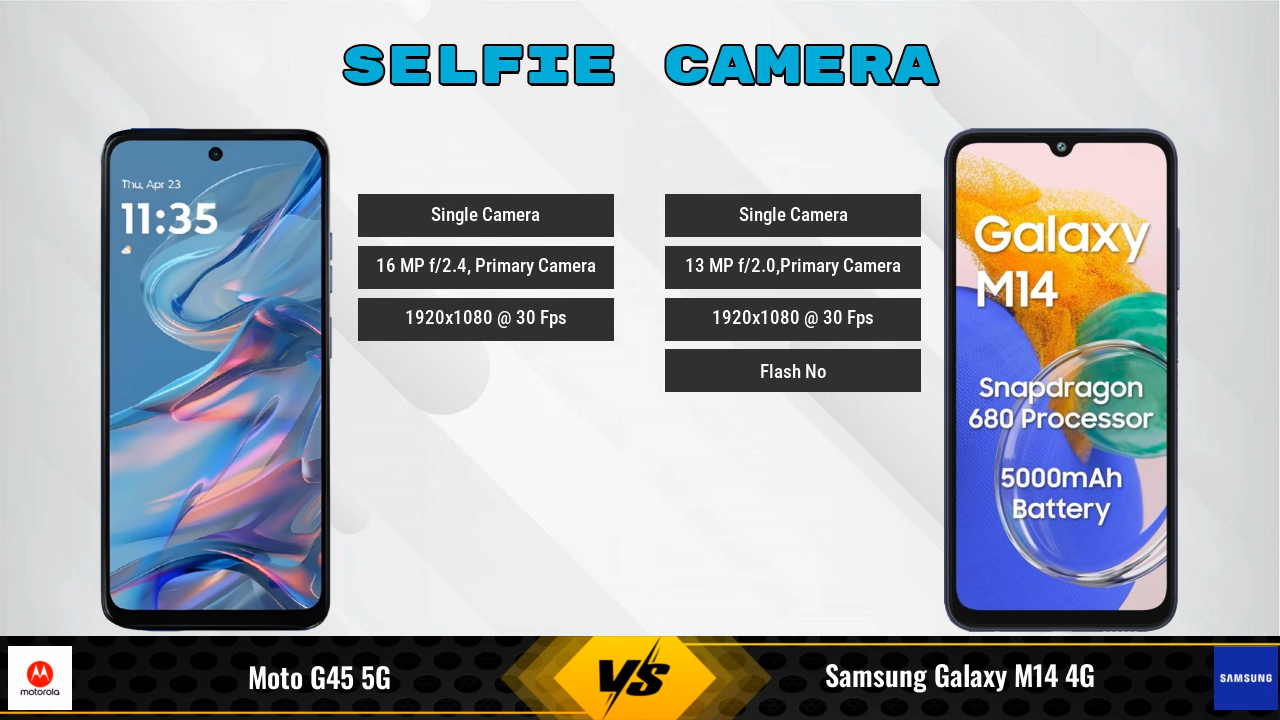 SELFIE CAMERA
Thu, Apr 23
11:35
Single Camera
16 MP f/2.4, Primary Camera
1920x1080 @ 30 Fps
Single Camera
13 MP f/2.0,Primary Camera
1920x1080 @ 30 Fps
Flash No
Galaxy
M14
Snapdragon
680 Processor
5000mAh
Battery
motorola
Moto G45 5G
VS
Samsung Galaxy M14 4G
SAMSUNG